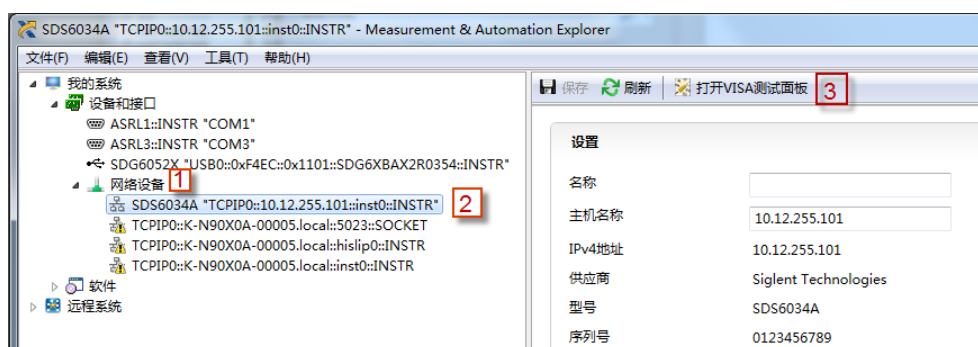 SDS6034A "TCPIP0::10.12.255.101::inst0::INSTR" - Measurement & Automation Explorer
文件(F) 编辑(E) 查看(V) 工具(T) 帮助(H)
我的系统
设备和接口
ASRL1::INSTR "COM1"
ASRL3::INSTR "COM3"
SDG6052X "USB0::0xF4EC::0x1101::SDG6XBAX2R0354::INSTR"
网络设备 1
SDS6034A "TCPIP0::10.12.255.101::inst0::INSTR" 2
TCPIP0::K-N90X0A-00005.local::5023::SOCKET
TCPIP0::K-N90X0A-00005.local::hislip0::INSTR
TCPIP0::K-N90X0A-00005.local::inst0::INSTR
软件
远程系统
保存 刷新 打开VISA测试面板 3
设置
名称
主机名称 10.12.255.101
IPv4地址 10.12.255.101
供应商 Siglent Technologies
型号 SDS6034A
序列号 0123456789